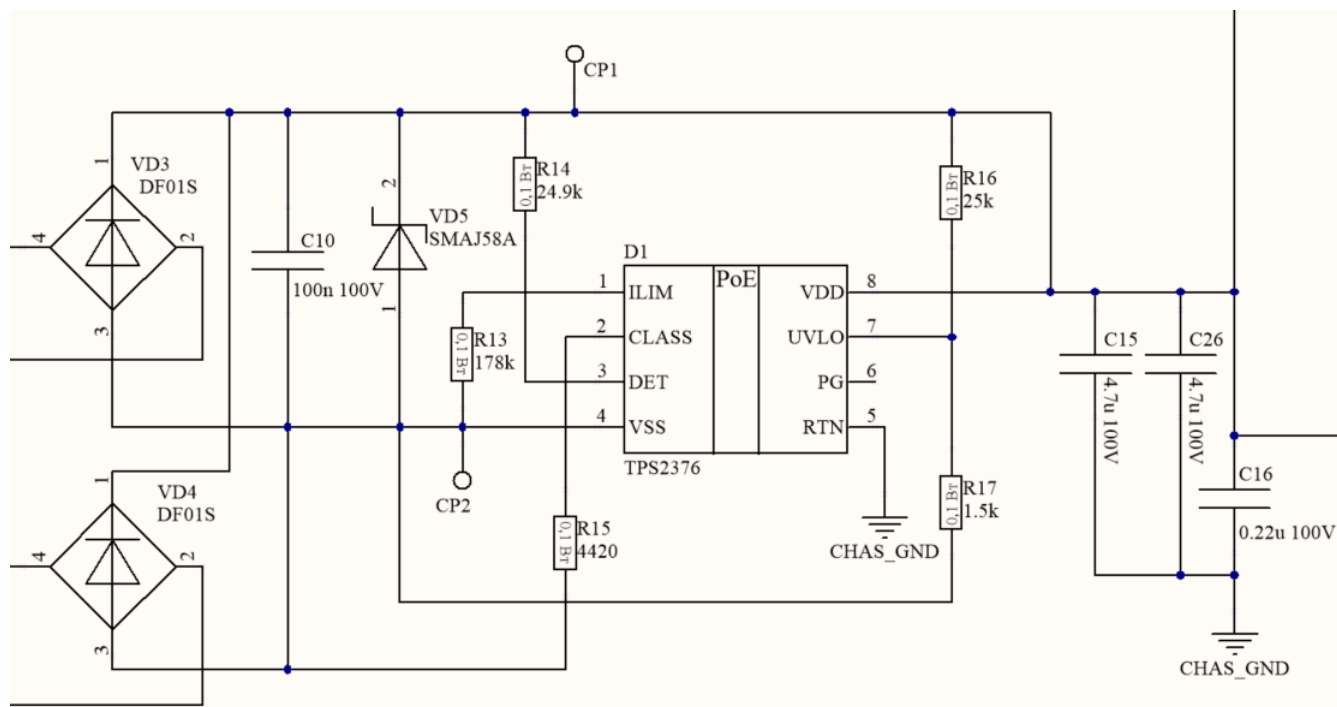 CP1
1
VD3
DF01S
4
2
3
C10
100n 100V
2
VD5
SMAJ58A
1
0,1 Вт
R14
24.9k
0,1 Вт
R16
25k
D1
PoE
1
ILIM
2
CLASS
3
DET
4
VSS
VDD
8
UVLO
7
PG
6
RTN
5
TPS2376
0,1 Вт
R13
178k
CP2
0,1 Вт
R15
4420
0,1 Вт
R17
1.5k
CHAS_GND
C15
4.7u 100V
C26
4.7u 100V
C16
0.22u 100V
CHAS_GND
1
VD4
DF01S
4
2
3